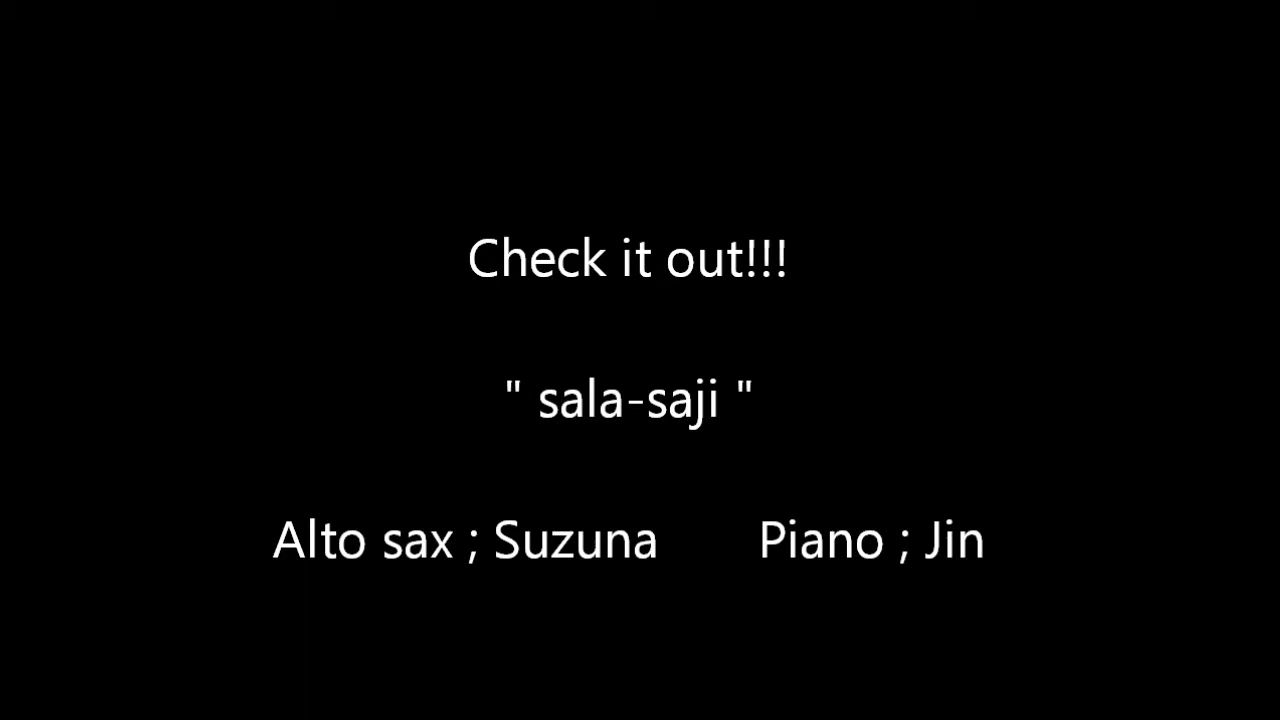 Check it out!!!
" sala-saji "
Alto sax ; Suzuna Piano ; Jin